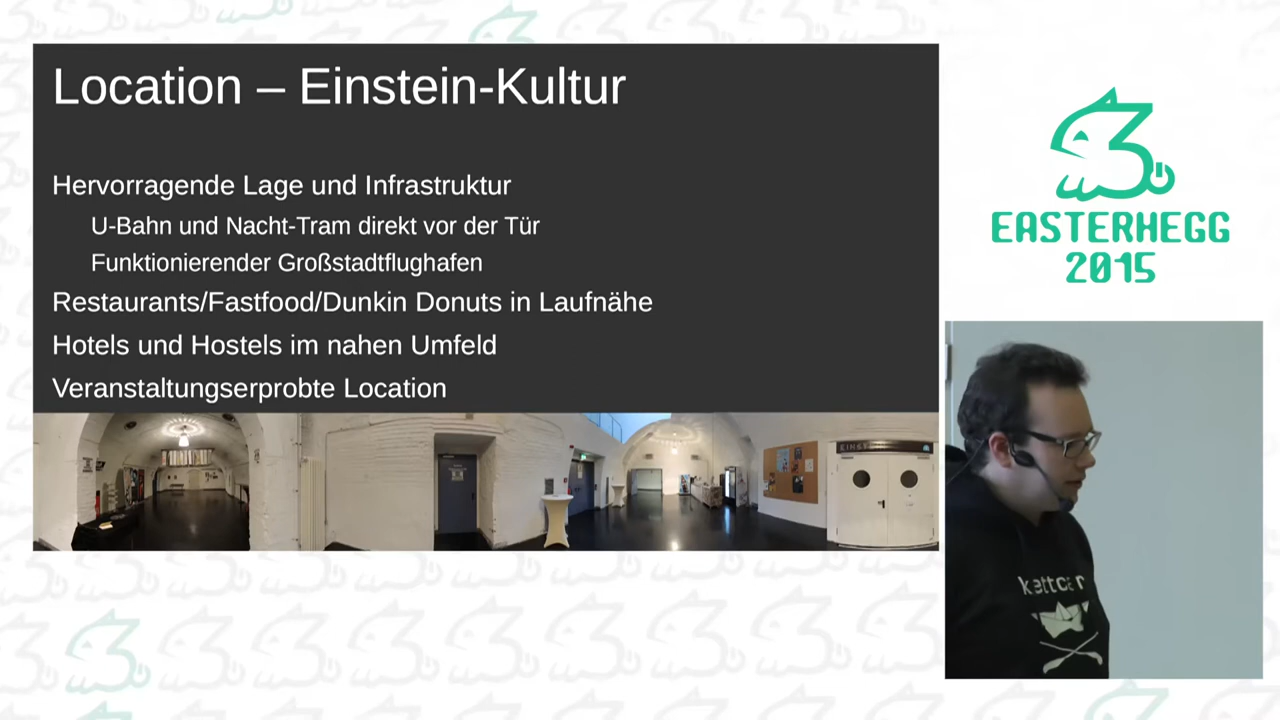 Location – Einstein-Kultur
Hervorragende Lage und Infrastruktur
U-Bahn und Nacht-Tram direkt vor der Tür
Funktionierender Großstadtflughafen
Restaurants/Fastfood/Dunkin Donuts in Laufnähe
Hotels und Hostels im nahen Umfeld
Veranstaltungserprobte Location
EASTERHEGG
2015
kettcar